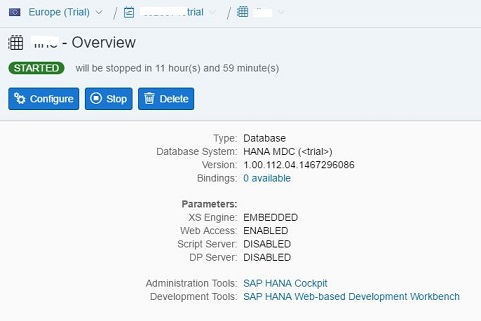 Europe (Trial) / trial /
- Overview
STARTED will be stopped in 11 hour(s) and 59 minute(s)
Configure Stop Delete
Type: Database
Database System: HANA MDC (<trial>)
Version: 1.00.112.04.1467296086
Bindings: 0 available
Parameters:
XS Engine: EMBEDDED
Web Access: ENABLED
Script Server: DISABLED
DP Server: DISABLED
Administration Tools: SAP HANA Cockpit
Development Tools: SAP HANA Web-based Development Workbench